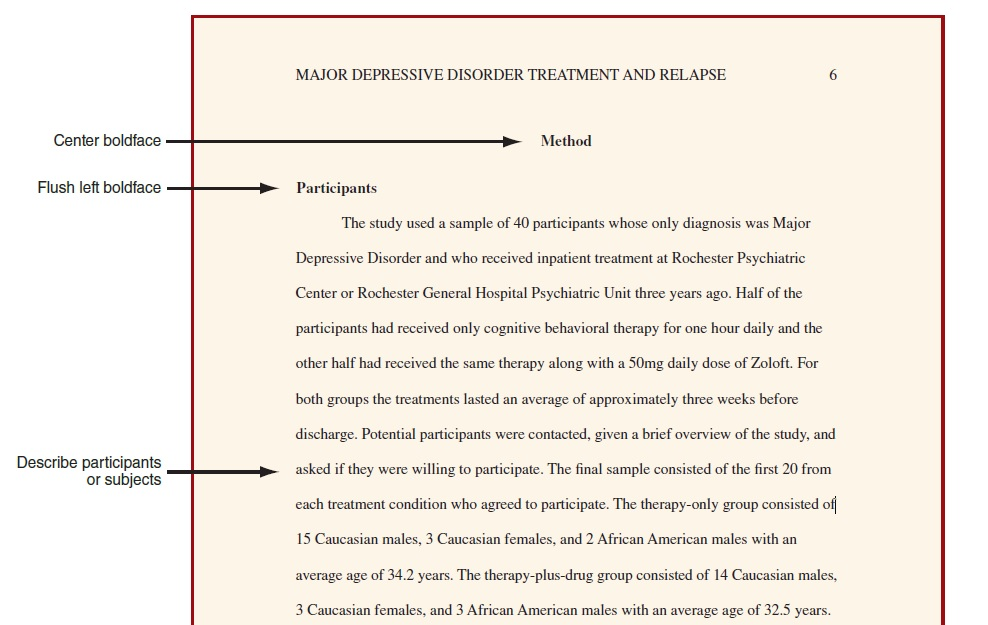 MAJOR DEPRESSIVE DISORDER TREATMENT AND RELAPSE 6
Center boldface
Method
Flush left boldface
Participants
The study used a sample of 40 participants whose only diagnosis was Major
Depressive Disorder and who received inpatient treatment at Rochester Psychiatric
Center or Rochester General Hospital Psychiatric Unit three years ago. Half of the
participants had received only cognitive behavioral therapy for one hour daily and the
other half had received the same therapy along with a 50mg daily dose of Zoloft. For
both groups the treatments lasted an average of approximately three weeks before
discharge. Potential participants were contacted, given a brief overview of the study, and
Describe participants
or subjects
asked if they were willing to participate. The final sample consisted of the first 20 from
each treatment condition who agreed to participate. The therapy-only group consisted of
15 Caucasian males, 3 Caucasian females, and 2 African American males with an
average age of 34.2 years. The therapy-plus-drug group consisted of 14 Caucasian males,
3 Caucasian females, and 3 African American males with an average age of 32.5 years.